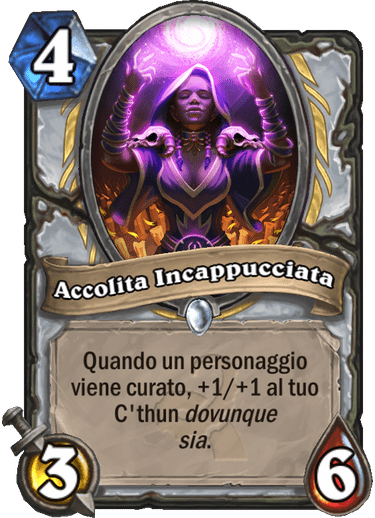 4
Accolita Incappucciata
Quando un personaggio
viene curato, +1/+1 al tuo
C'thun dovunque
sia.
3
6